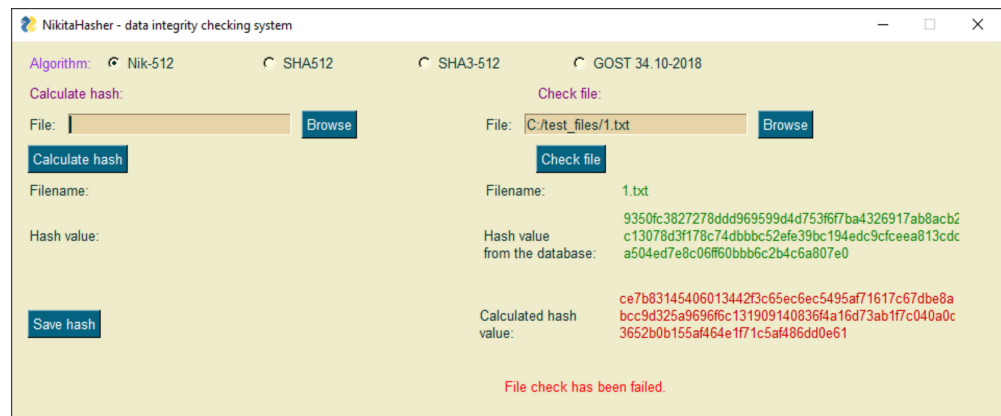 NikitaHasher - data integrity checking system
Algorithm: Nik-512 SHA512 SHA3-512 GOST 34.10-2018
Calculate hash: Check file:
File: Browse File: C:/test_files/1.txt Browse
Calculate hash Check file
Filename: Filename: 1.txt
9350fc3827278ddd969599d4d753f6f7ba4326917ab8acb2
Hash value: Hash value c13078d3f178c74dbbbc52efe39bc194edc9cfceea813cdc
from the database: a504ed7e8c06ff60bbb6c2b4c6a807e0
ce7b83145406013442f3c65ec6ec5495af71617c67dbe8a
Save hash Calculated hash bcc9d325a9696f6c131909140836f4a16d73ab1f7c040a0c
value: 3652b0b155af464e1f71c5af486dd0e61
File check has been failed.